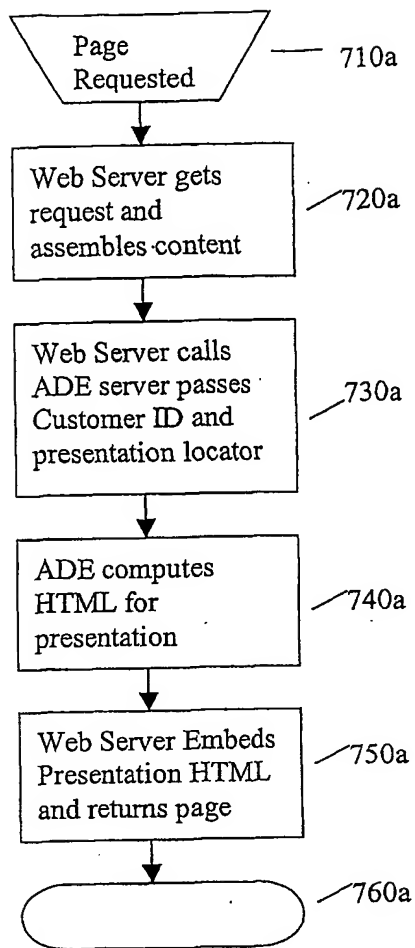 Page
Requested
710a
Web Server gets
request and
assembles content
720a
Web Server calls
ADE server passes
Customer ID and
presentation locator
730a
ADE computes
HTML for
presentation
740a
Web Server Embeds
Presentation HTML
and returns page
750a
760a